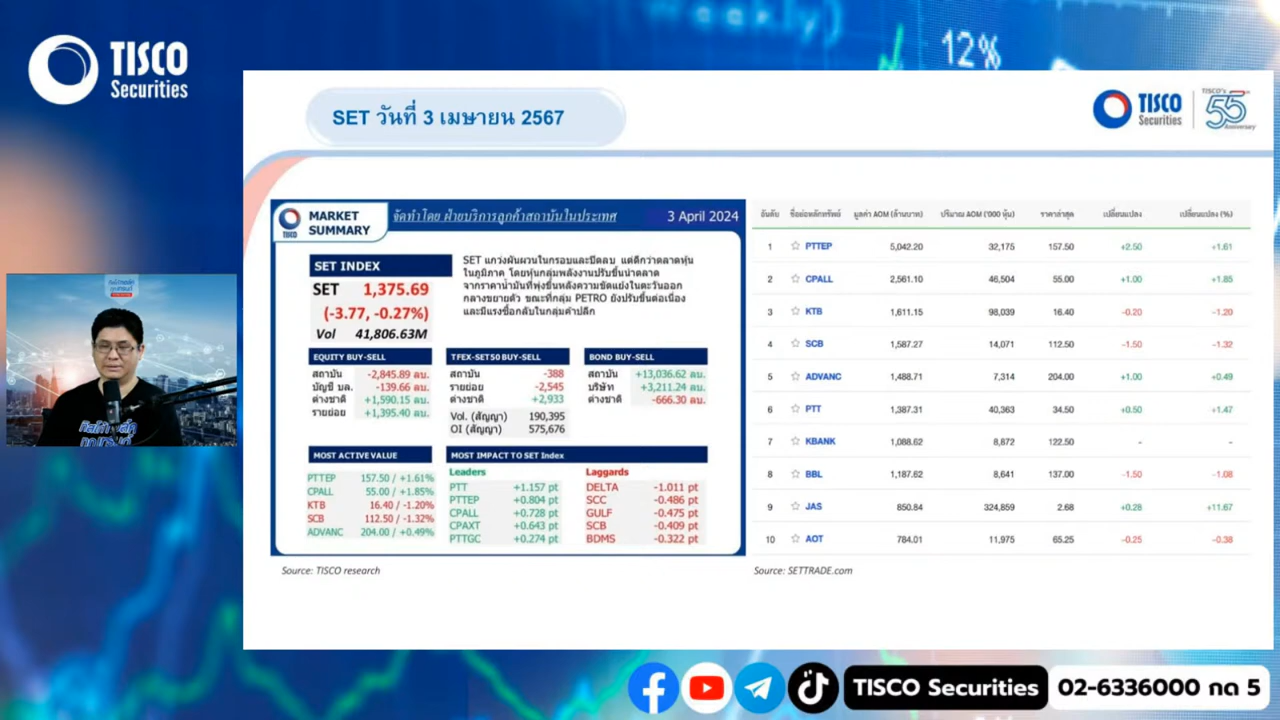 Weekly)
12%
TISCO
Securities
SET วันที่ 3 เมษายน 2567
TISCO
Securities
TISCO's
55
Anniversary
TISCO
MARKET
SUMMARY
จัดทำโดย ฝ่ายบริการลูกค้าสถาบันในประเทศ
3 April 2024
SET INDEX
SET 1,375.69
(-3.77, -0.27%)
Vol 41,806.63M
SET แกว่งผันผวนในกรอบและปิดลบ แต่ดีกว่าตลาดหุ้น
ในภูมิภาค โดยหุ้นกลุ่มพลังงานปรับขึ้นนำตลาด
จากราคาน้ำมันที่พุ่งขึ้นหลังความขัดแย้งในตะวันออก
กลางขยายตัว ขณะที่กลุ่ม PETRO ยังปรับขึ้นต่อเนื่อง
และมีแรงซื้อกลับในกลุ่มค้าปลีก
EQUITY BUY-SELL
สถาบัน -2,845.89 ลบ.
บัญชี บล. -139.66 ลบ.
ต่างชาติ +1,590.15 ลบ.
รายย่อย +1,395.40 ลบ.
TFEX-SET50 BUY-SELL
สถาบัน -388
รายย่อย -2,545
ต่างชาติ +2,933
Vol. (สัญญา) 190,395
OI (สัญญา) 575,676
BOND BUY-SELL
สถาบัน +13,036.62 ลบ.
บริษัท +3,211.24 ลบ.
ต่างชาติ -666.30 ลบ.
MOST ACTIVE VALUE
PTTEP 157.50 / +1.61%
CPALL 55.00 / +1.85%
KTB 16.40 / -1.20%
SCB 112.50 / -1.32%
ADVANC 204.00 / +0.49%
MOST IMPACT TO SET Index
Leaders
PTT +1.157 pt
PTTEP +0.804 pt
CPALL +0.728 pt
CPAXT +0.643 pt
PTTGC +0.274 pt
Laggards
DELTA -1.011 pt
SCC -0.486 pt
GULF -0.475 pt
SCB -0.409 pt
BDMS -0.322 pt
Source: TISCO research
อันดับ ชื่อย่อหลักทรัพย์ มูลค่า AOM (ล้านบาท) ปริมาณ AOM ('000 หุ้น) ราคาล่าสุด เปลี่ยนแปลง เปลี่ยนแปลง (%)
1 PTTEP 5,042.20 32,175 157.50 +2.50 +1.61
2 CPALL 2,561.10 46,504 55.00 +1.00 +1.85
3 KTB 1,611.15 98,039 16.40 -0.20 -1.20
4 SCB 1,587.27 14,071 112.50 -1.50 -1.32
5 ADVANC 1,488.71 7,314 204.00 +1.00 +0.49
6 PTT 1,387.31 40,363 34.50 +0.50 +1.47
7 KBANK 1,088.62 8,872 122.50 - -
8 BBL 1,187.62 8,641 137.00 -1.50 -1.08
9 JAS 850.84 324,859 2.68 +0.28 +11.67
10 AOT 784.01 11,975 65.25 -0.25 -0.38
Source: SETTRADE.com
TISCO Securities
02-6336000 กด 5